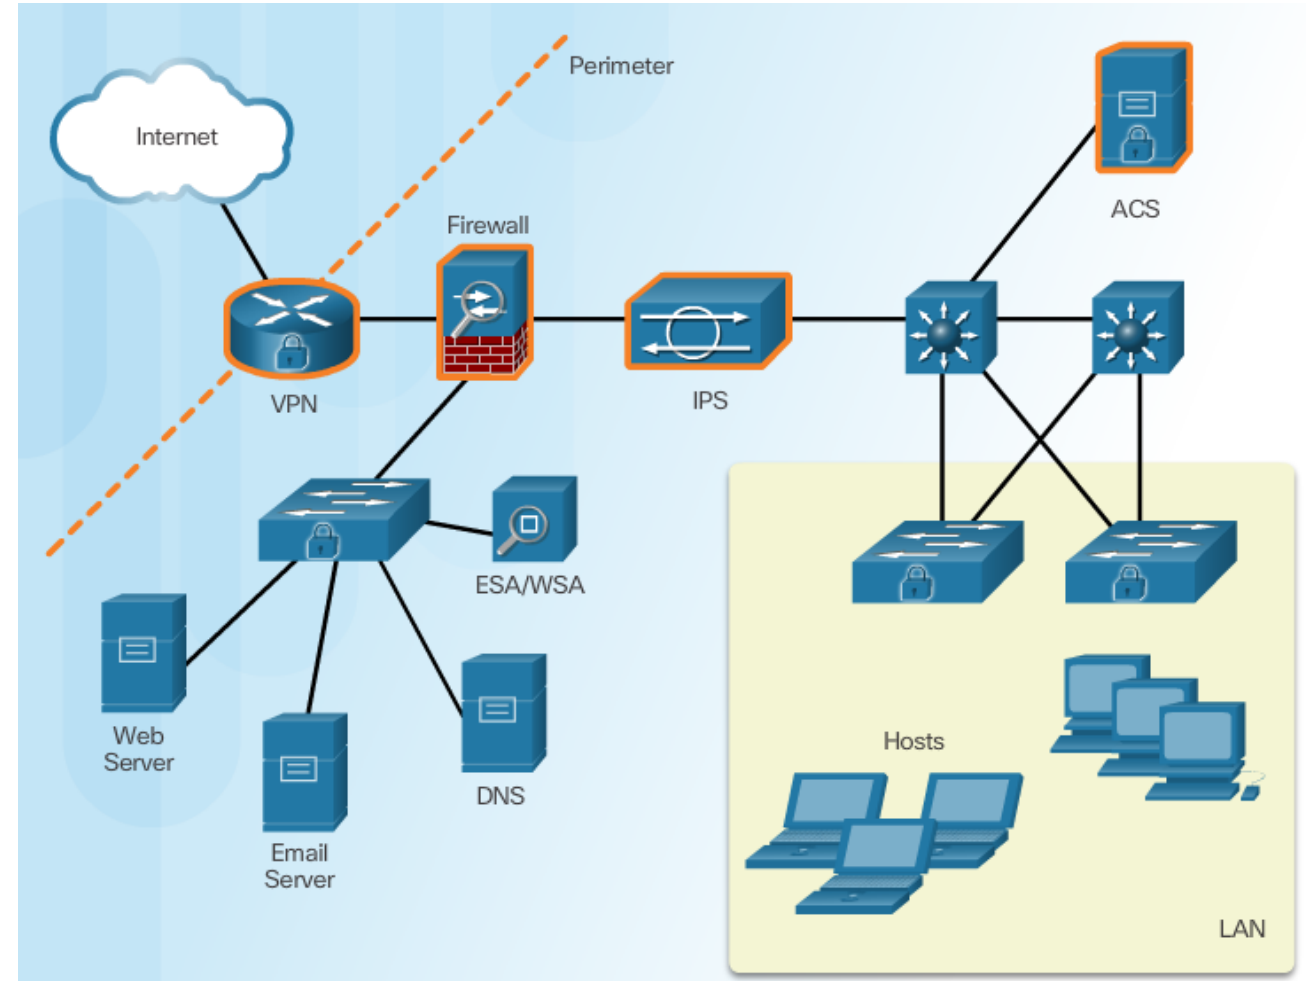 Perimeter
Internet
ACS
Firewall
VPN
IPS
ESA/WSA
Web
Server
DNS
Email
Server
Hosts
LAN